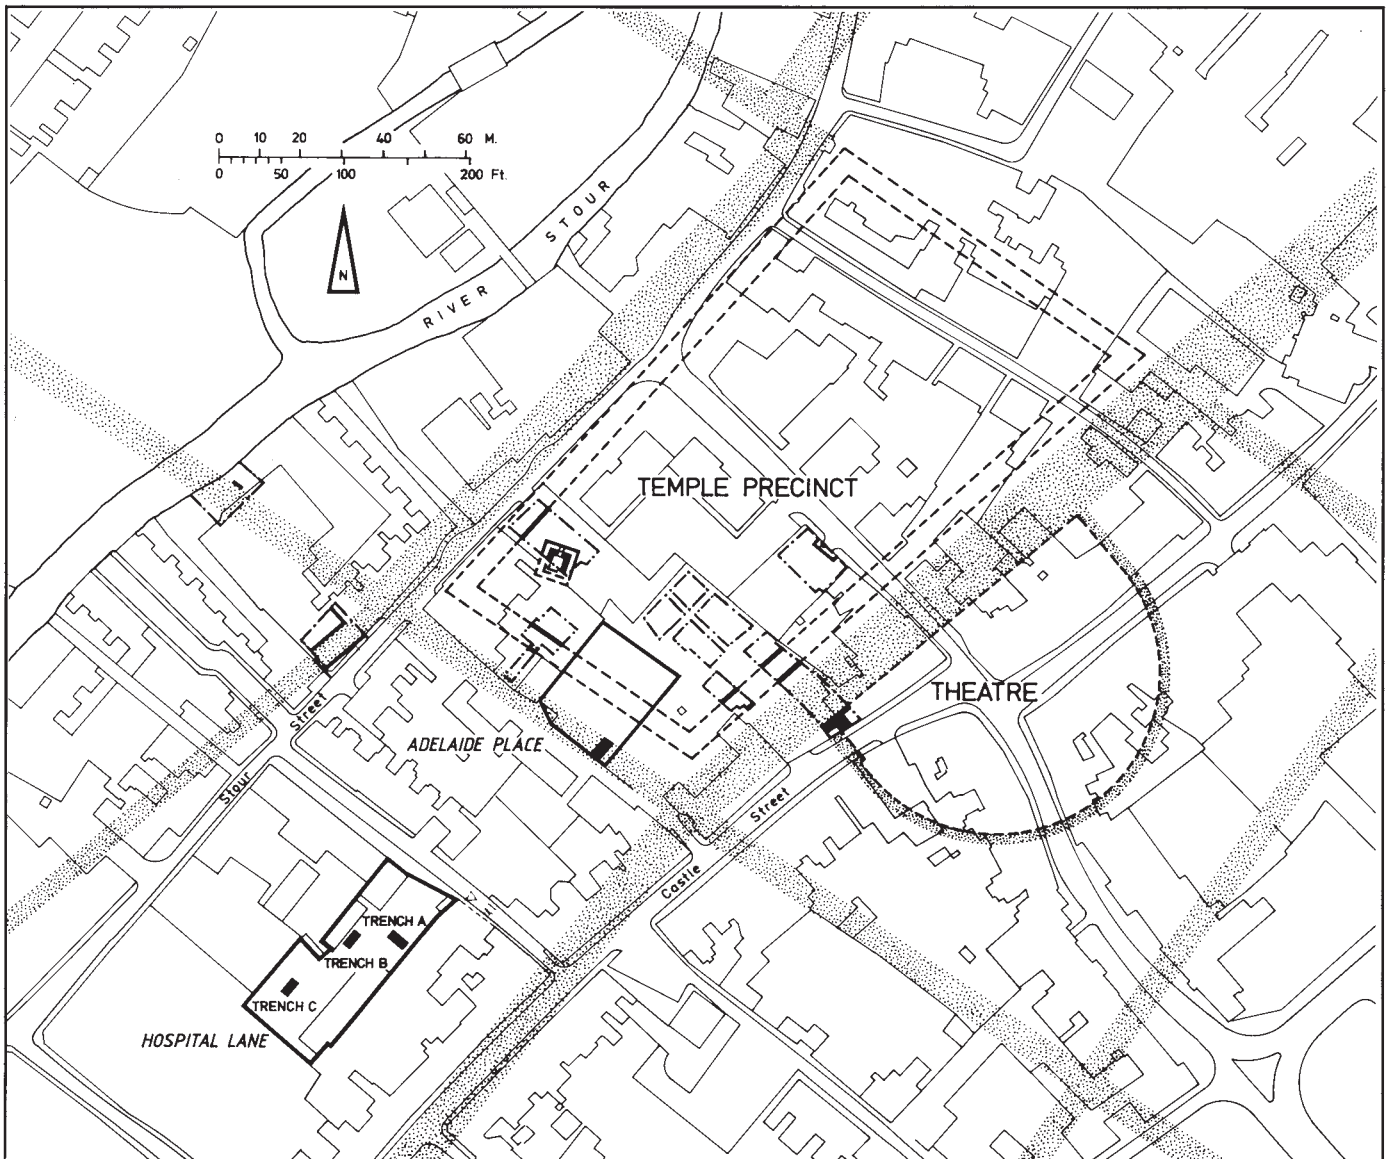 0 10 20 40 60 M.
0 50 100 200 Ft.
N
RIVER STOUR
TEMPLE PRECINCT
THEATRE
ADELAIDE PLACE
Stour Street
Castle Street
TRENCH A
TRENCH B
TRENCH C
HOSPITAL LANE